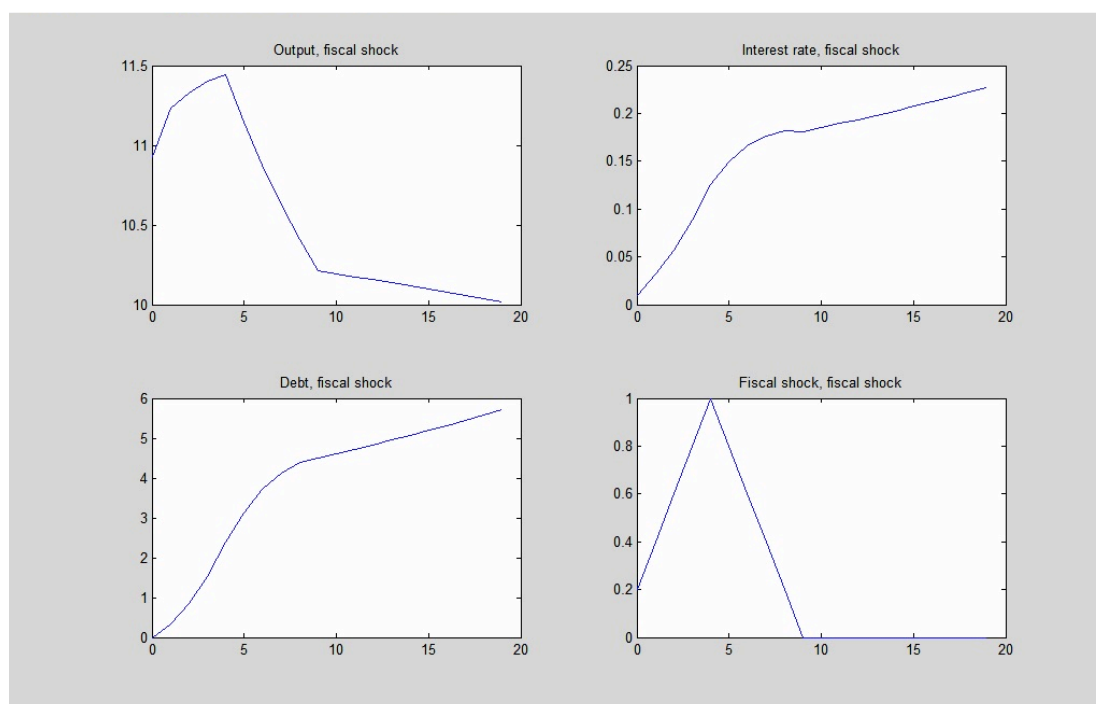 Output, fiscal shock
11.5
11
10.5
10
0 5 10 15 20
Interest rate, fiscal shock
0.25
0.2
0.15
0.1
0.05
0
0 5 10 15 20
Debt, fiscal shock
6
5
4
3
2
1
0
0 5 10 15 20
Fiscal shock, fiscal shock
1
0.8
0.6
0.4
0.2
0
0 5 10 15 20